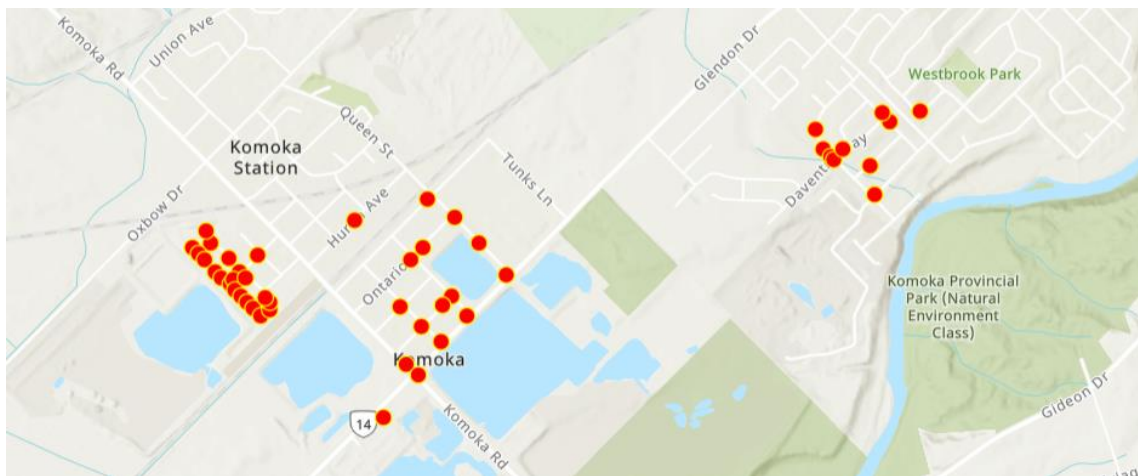 Union Ave
Komoka Rd
Glendon Dr
Westbrook Park
Queen St
Komoka
Station
Tunks Ln
Oxbow Dr
Ave
Ontario
Komoka Provincial
Park (Natural
Environment
Class)
Komoka
14
Komoka Rd
Gideon Dr